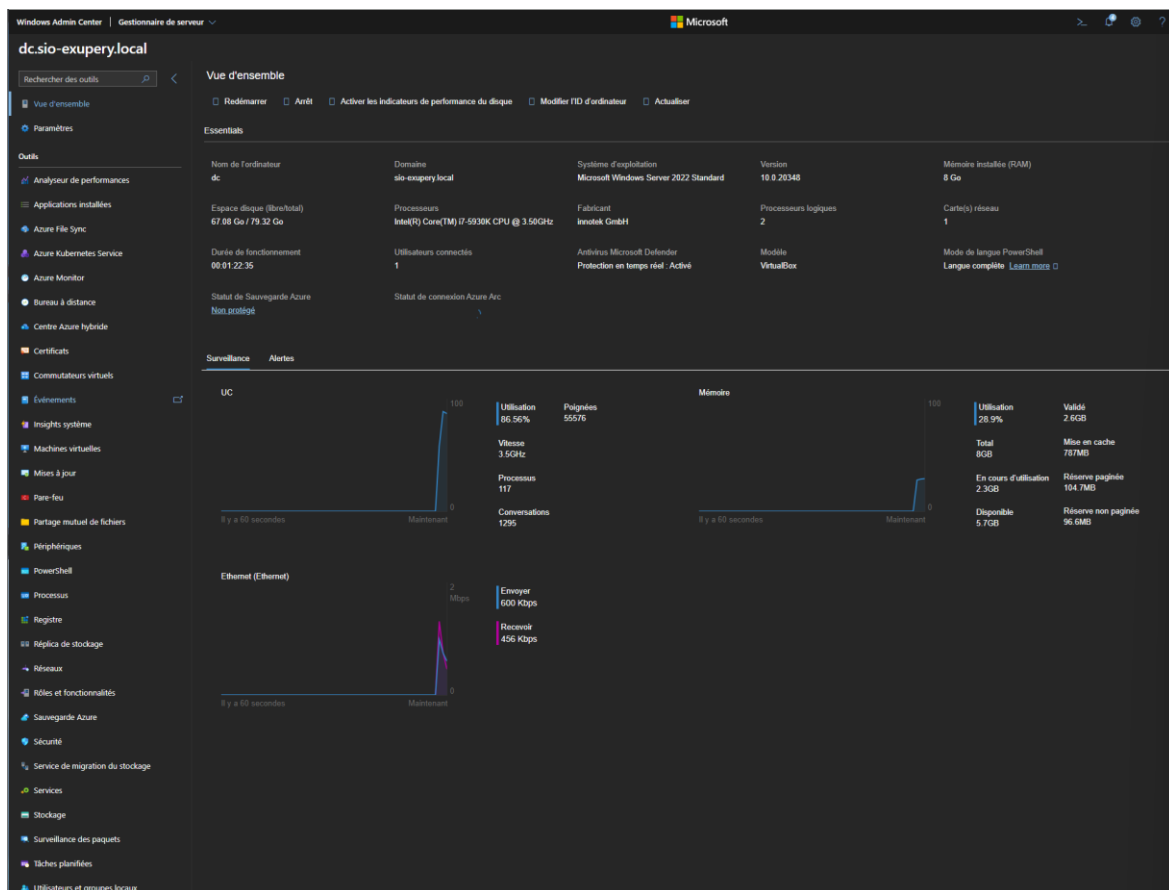 Windows Admin Center | Gestionnaire de serveur
Microsoft
dc.sio-exupery.local
Rechercher des outils
Vue d'ensemble
Paramètres
Outils
Analyseur de performances
Applications installées
Azure File Sync
Azure Kubernetes Service
Azure Monitor
Bureau à distance
Centre Azure hybride
Certificats
Commutateurs virtuels
Événements
Insights système
Machines virtuelles
Mises à jour
Pare-feu
Partage mutuel de fichiers
Périphériques
PowerShell
Processus
Registre
Réplica de stockage
Réseaux
Rôles et fonctionnalités
Sauvegarde Azure
Sécurité
Service de migration du stockage
Services
Stockage
Surveillance des paquets
Tâches planifiées
Utilisateurs et groupes locaux
Vue d'ensemble
Redémarrer Arrêt Activer les indicateurs de performance du disque Modifier l'ID d'ordinateur Actualiser
Essentials
Nom de l'ordinateur Domaine Système d'exploitation Version Mémoire installée (RAM)
dc sio-exupery.local Microsoft Windows Server 2022 Standard 10.0.20348 8 Go
Espace disque (libre/total) Processeurs Fabricant Processeurs logiques Carte(s) réseau
67.08 Go / 79.32 Go Intel(R) Core(TM) i7-5930K CPU @ 3.50GHz innotek GmbH 2 1
Durée de fonctionnement Utilisateurs connectés Antivirus Microsoft Defender Modèle Mode de langue PowerShell
00:01:22:35 1 Protection en temps réel : Activé VirtualBox Langue complète Learn more
Statut de Sauvegarde Azure Statut de connexion Azure Arc
Non protégé
Surveillance Alertes
UC
100
Utilisation Poignées
86.56% 55576
Vitesse
3.5GHz
Processus
117
Conversations
1295
0
Il y a 60 secondes Maintenant
Mémoire
100
Utilisation Validé
28.9% 2.6GB
Total Mise en cache
8GB 787MB
En cours d'utilisation Réserve paginée
2.3GB 104.7MB
Disponible Réserve non paginée
5.7GB 96.6MB
0
Il y a 60 secondes Maintenant
Ethernet (Ethernet)
2
Mbps
Envoyer
600 Kbps
Recevoir
456 Kbps
0
Il y a 60 secondes Maintenant